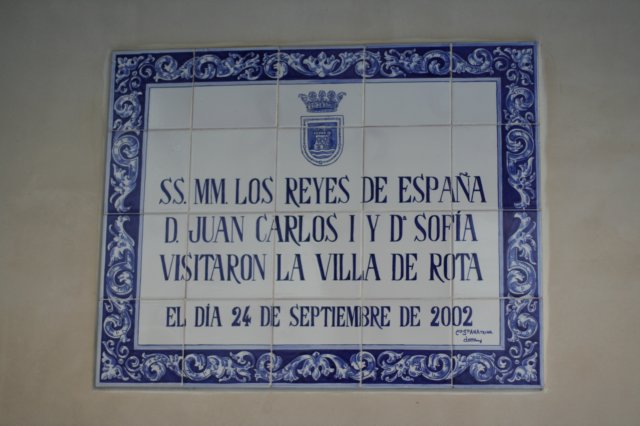 SS. MM. LOS REYES DE ESPAÑA
D. JUAN CARLOS I Y Dª SOFÍA
VISITARON LA VILLA DE ROTA
EL DÍA 24 DE SEPTIEMBRE DE 2002